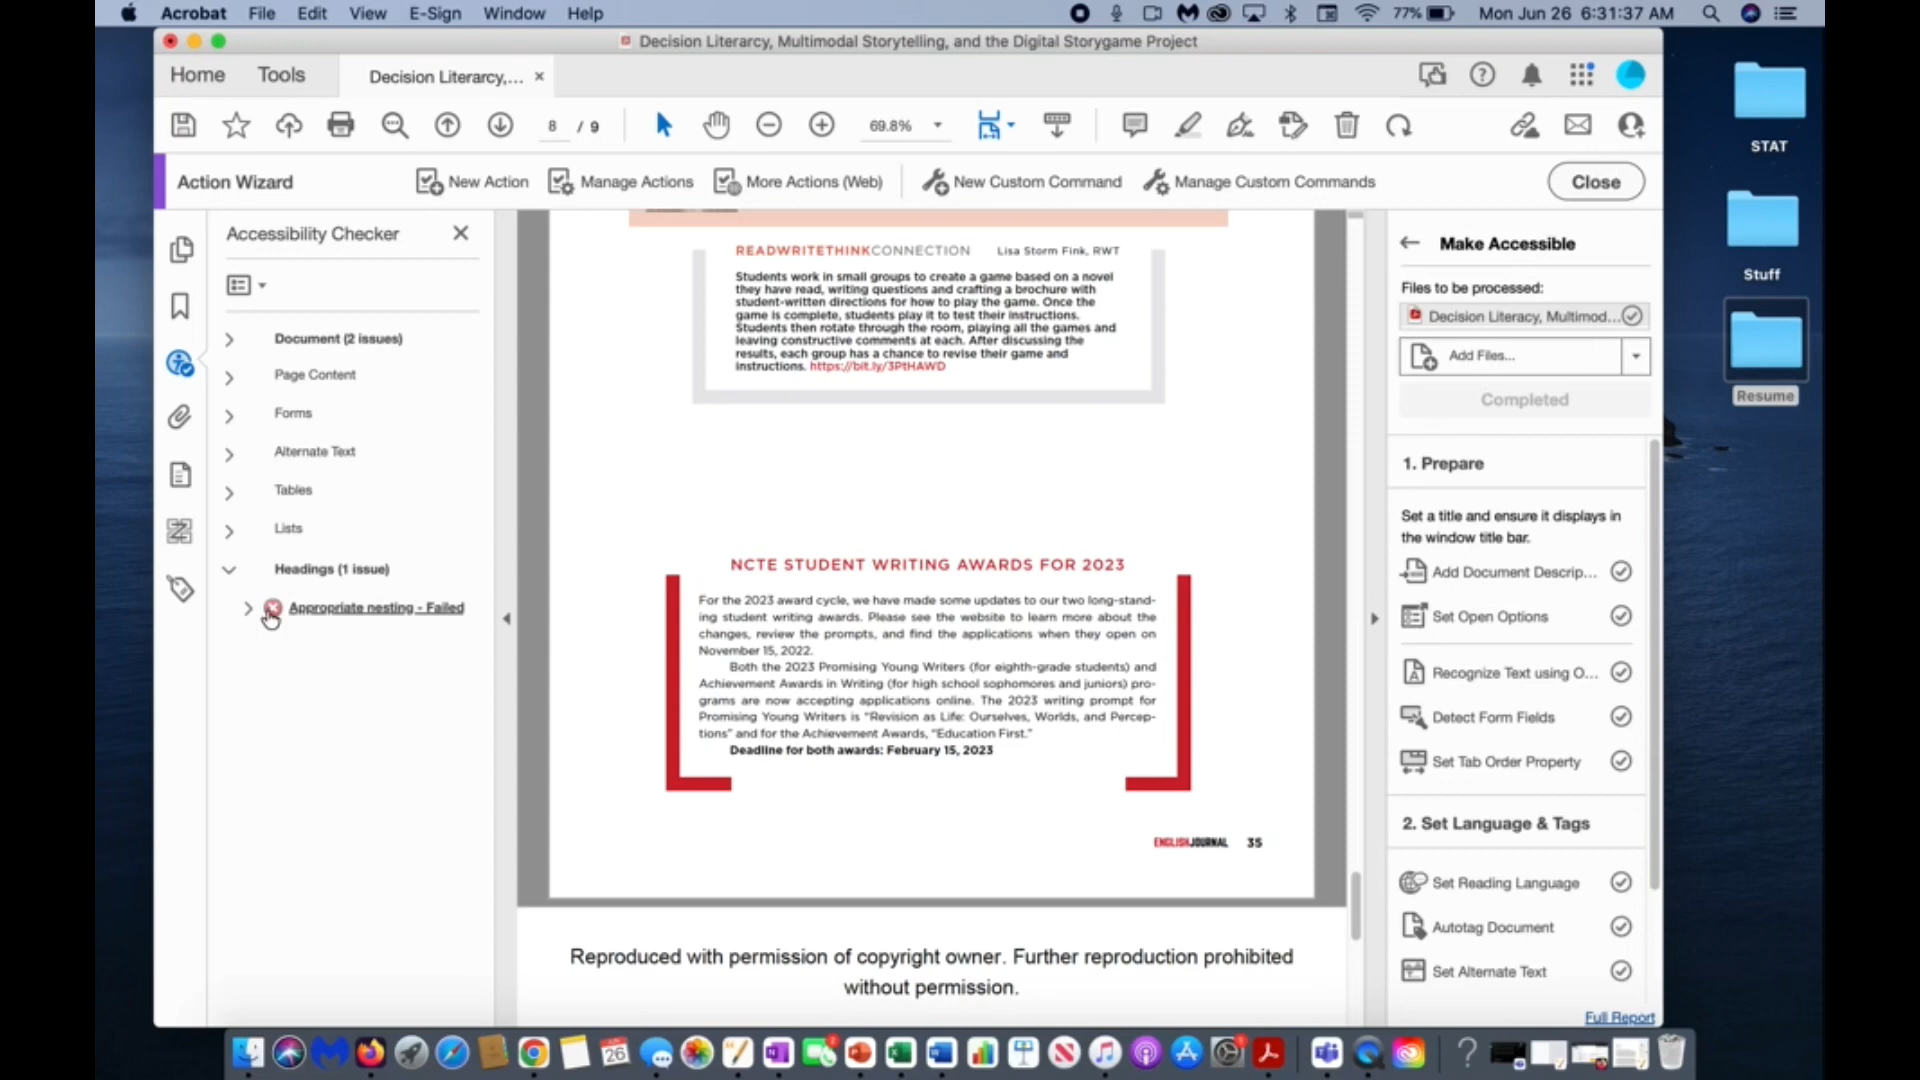 Acrobat File Edit View E-Sign Window Help 77% Mon Jun 26 6:31:37 AM
Decision Literarcy, Multimodal Storytelling, and the Digital Storygame Project
Home Tools Decision Literarcy,...
8 / 9 69.8%
Action Wizard New Action Manage Actions More Actions (Web) New Custom Command Manage Custom Commands Close
Accessibility Checker
Document (2 issues)
Page Content
Forms
Alternate Text
Tables
Lists
Headings (1 issue)
Appropriate nesting - Failed
READWRITETHINKCONNECTION Lisa Storm Fink, RWT
Students work in small groups to create a game based on a novel
they have read, writing questions and crafting a brochure with
student-written directions for how to play the game. Once the
game is complete, students play it to test their instructions.
Students then rotate through the room, playing all the games and
leaving constructive comments at each. After discussing the
results, each group has a chance to revise their game and
instructions. https://bit.ly/3PtHAWD
NCTE STUDENT WRITING AWARDS FOR 2023
For the 2023 award cycle, we have made some updates to our two long-stand-
ing student writing awards. Please see the website to learn more about the
changes, review the prompts, and find the applications when they open on
November 15, 2022.
Both the 2023 Promising Young Writers (for eighth-grade students) and
Achievement Awards in Writing (for high school sophomores and juniors) pro-
grams are now accepting applications online. The 2023 writing prompt for
Promising Young Writers is "Revision as Life: Ourselves, Worlds, and Percep-
tions" and for the Achievement Awards, "Education First."
Deadline for both awards: February 15, 2023
ENGLISHJOURNAL 35
Reproduced with permission of copyright owner. Further reproduction prohibited
without permission.
Make Accessible
Files to be processed:
Decision Literacy, Multimod...
Add Files...
Completed
1. Prepare
Set a title and ensure it displays in
the window title bar.
Add Document Descrip...
Set Open Options
Recognize Text using O...
Detect Form Fields
Set Tab Order Property
2. Set Language & Tags
Set Reading Language
Autotag Document
Set Alternate Text
Full Report
STAT
Stuff
Resume
26